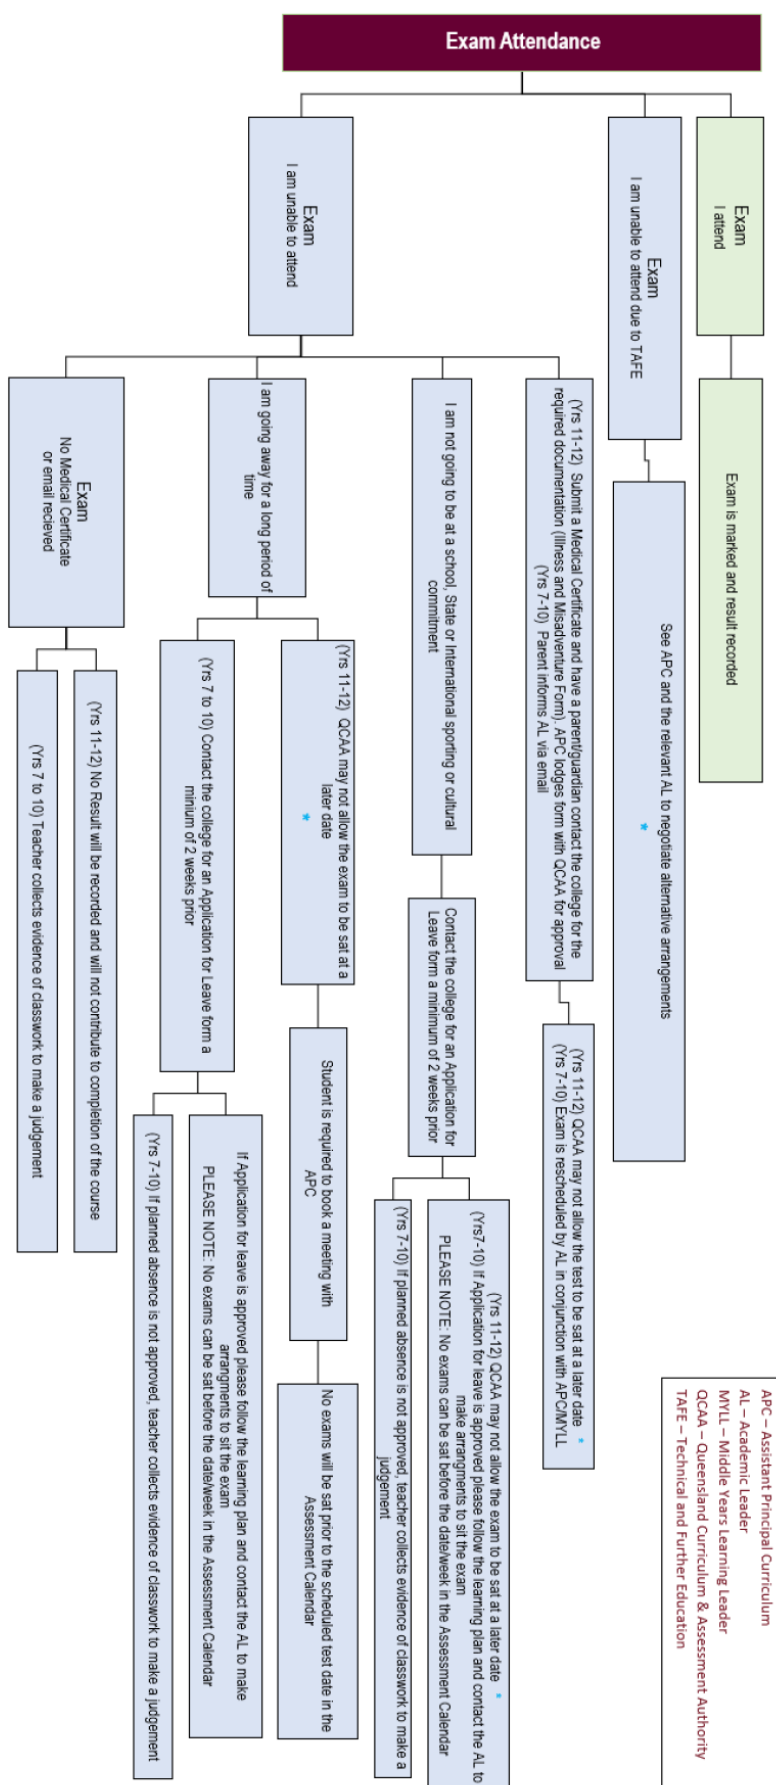 Exam Attendance
APC – Assistant Principal Curriculum
AL – Academic Leader
MYLL – Middle Years Learning Leader
QCAA – Queensland Curriculum & Assessment Authority
TAFE – Technical and Further Education
Exam
I attend
Exam is marked and result recorded
Exam
I am unable to attend due to TAFE
See APC and the relevant AL to negotiate alternative arrangements
*
Exam
I am unable to attend
(Yrs 11-12) Submit a Medical Certificate and have a parent/guardian contact the college for the
required documentation (Illness and Misadventure Form). APC lodges form with QCAA for approval
(Yrs 7-10) Parent informs AL via email
(Yrs 11-12) QCAA may not allow the test to be sat at a later date *
(Yrs 7-10) Exam is rescheduled by AL in conjunction with APC/MYLL
I am not going to be at a school, State or International sporting or cultural
commitment
Contact the college for an Application for
Leave form a minimum of 2 weeks prior
(Yrs 11-12) QCAA may not allow the exam to be sat at a later date *
(Yrs7-10) If Application for leave is approved please follow the learning plan and contact the AL to
make arrangments to sit the exam
PLEASE NOTE: No exams can be sat before the date/week in the Assessment Calendar
(Yrs 7-10) If planned absence is not approved, teacher collects evidence of classwork to make a
judgement
I am going away for a long period of
time
(Yrs 11-12) QCAA may not allow the exam to be sat at a
later date
*
Student is required to book a meeting with
APC
No exams will be sat prior to the scheduled test date in the
Assessment Calendar
(Yrs 7 to 10) Contact the college for an Application for Leave form a
minium of 2 weeks prior
If Application for leave is approved please follow the learning plan and contact the AL to make
arrangments to sit the exam
PLEASE NOTE: No exams can be sat before the date/week in the Assessment Calendar
(Yrs 7-10) If planned absence is not approved, teacher collects evidence of classwork to make a judgement
Exam
No Medical Certificate
or email recieved
(Yrs 11-12) No Result will be recorded and will not contribute to completion of the course
(Yrs 7 to 10) Teacher collects evidence of classwork to make a judgement